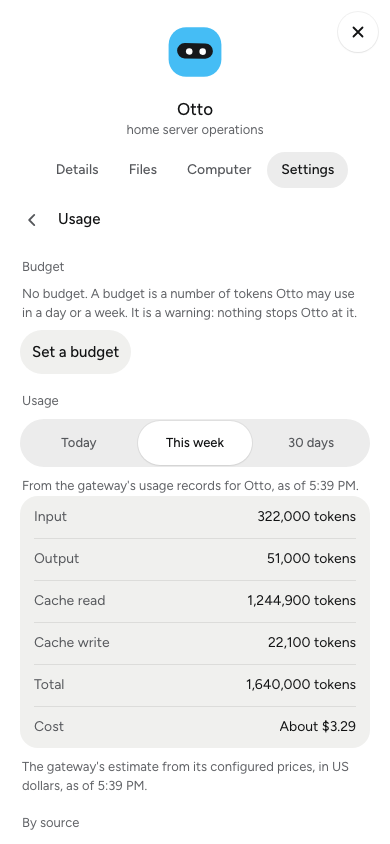 Otto
home server operations
Details Files Computer Settings
Usage
Budget
No budget. A budget is a number of tokens Otto may use
in a day or a week. It is a warning: nothing stops Otto at it.
Set a budget
Usage
Today This week 30 days
From the gateway's usage records for Otto, as of 5:39 PM.
Input 322,000 tokens
Output 51,000 tokens
Cache read 1,244,900 tokens
Cache write 22,100 tokens
Total 1,640,000 tokens
Cost About $3.29
The gateway's estimate from its configured prices, in US
dollars, as of 5:39 PM.
By source